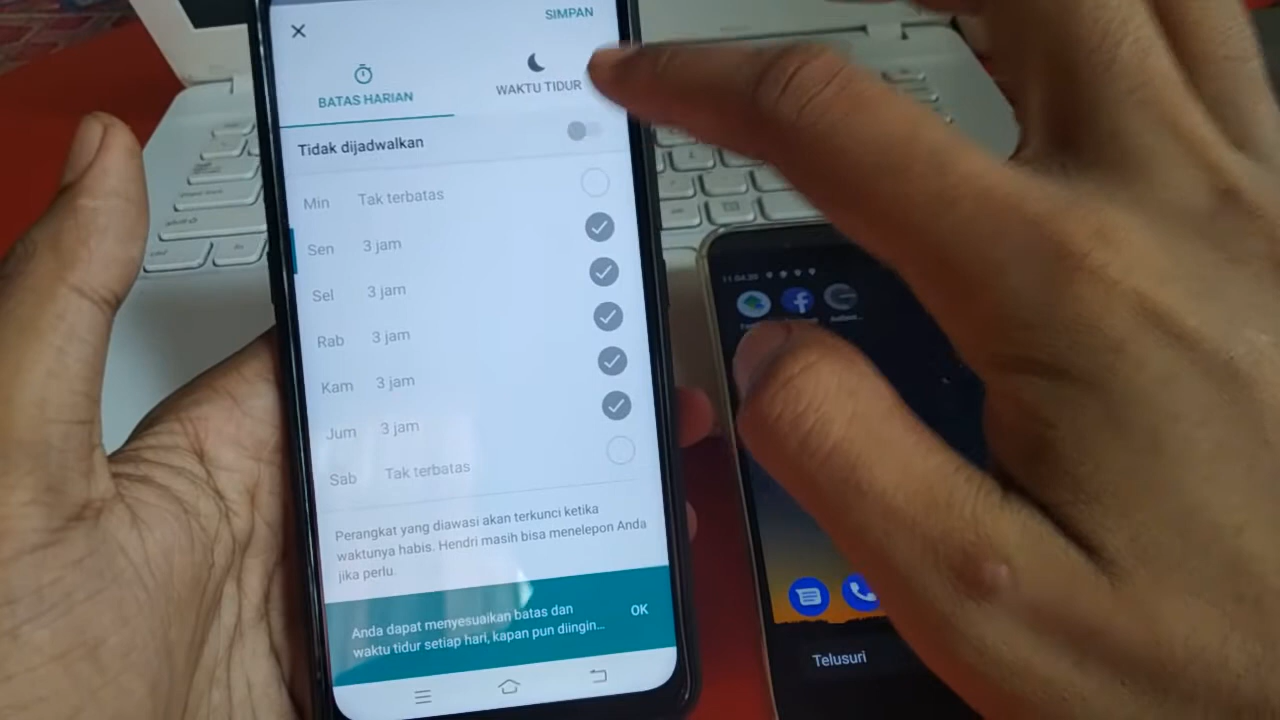 SIMPAN
BATAS HARIAN
WAKTU TIDUR
Tidak dijadwalkan
Min Tak terbatas
Sen 3 jam
Sel 3 jam
Rab 3 jam
Kam 3 jam
Jum 3 jam
Sab Tak terbatas
Perangkat yang diawasi akan terkunci ketika
waktunya habis. Hendri masih bisa menelepon Anda
jika perlu.
Anda dapat menyesuaikan batas dan
waktu tidur setiap hari, kapan pun diingin...
OK
Telusuri